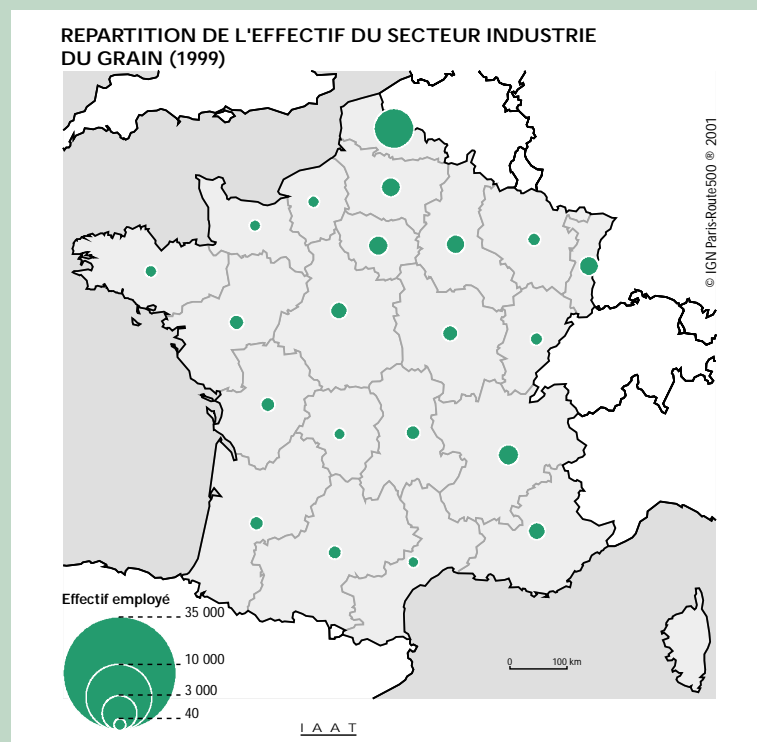 REPARTITION DE L'EFFECTIF DU SECTEUR INDUSTRIE
DU GRAIN (1999)
© IGN Paris-Route500 ® 2001
Effectif employé
35 000
10 000
3 000
40
0 100 km
I A A T